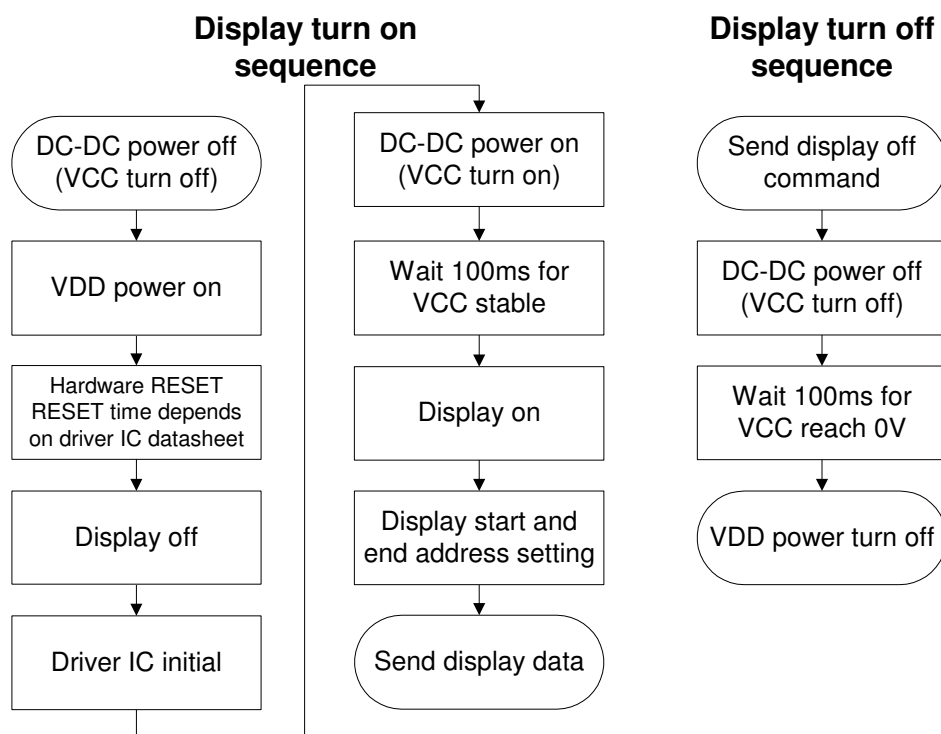 Display turn on
sequence
DC-DC power off
(VCC turn off)
VDD power on
Hardware RESET
RESET time depends
on driver IC datasheet
Display off
Driver IC initial
DC-DC power on
(VCC turn on)
Wait 100ms for
VCC stable
Display on
Display start and
end address setting
Send display data
Display turn off
sequence
Send display off
command
DC-DC power off
(VCC turn off)
Wait 100ms for
VCC reach 0V
VDD power turn off